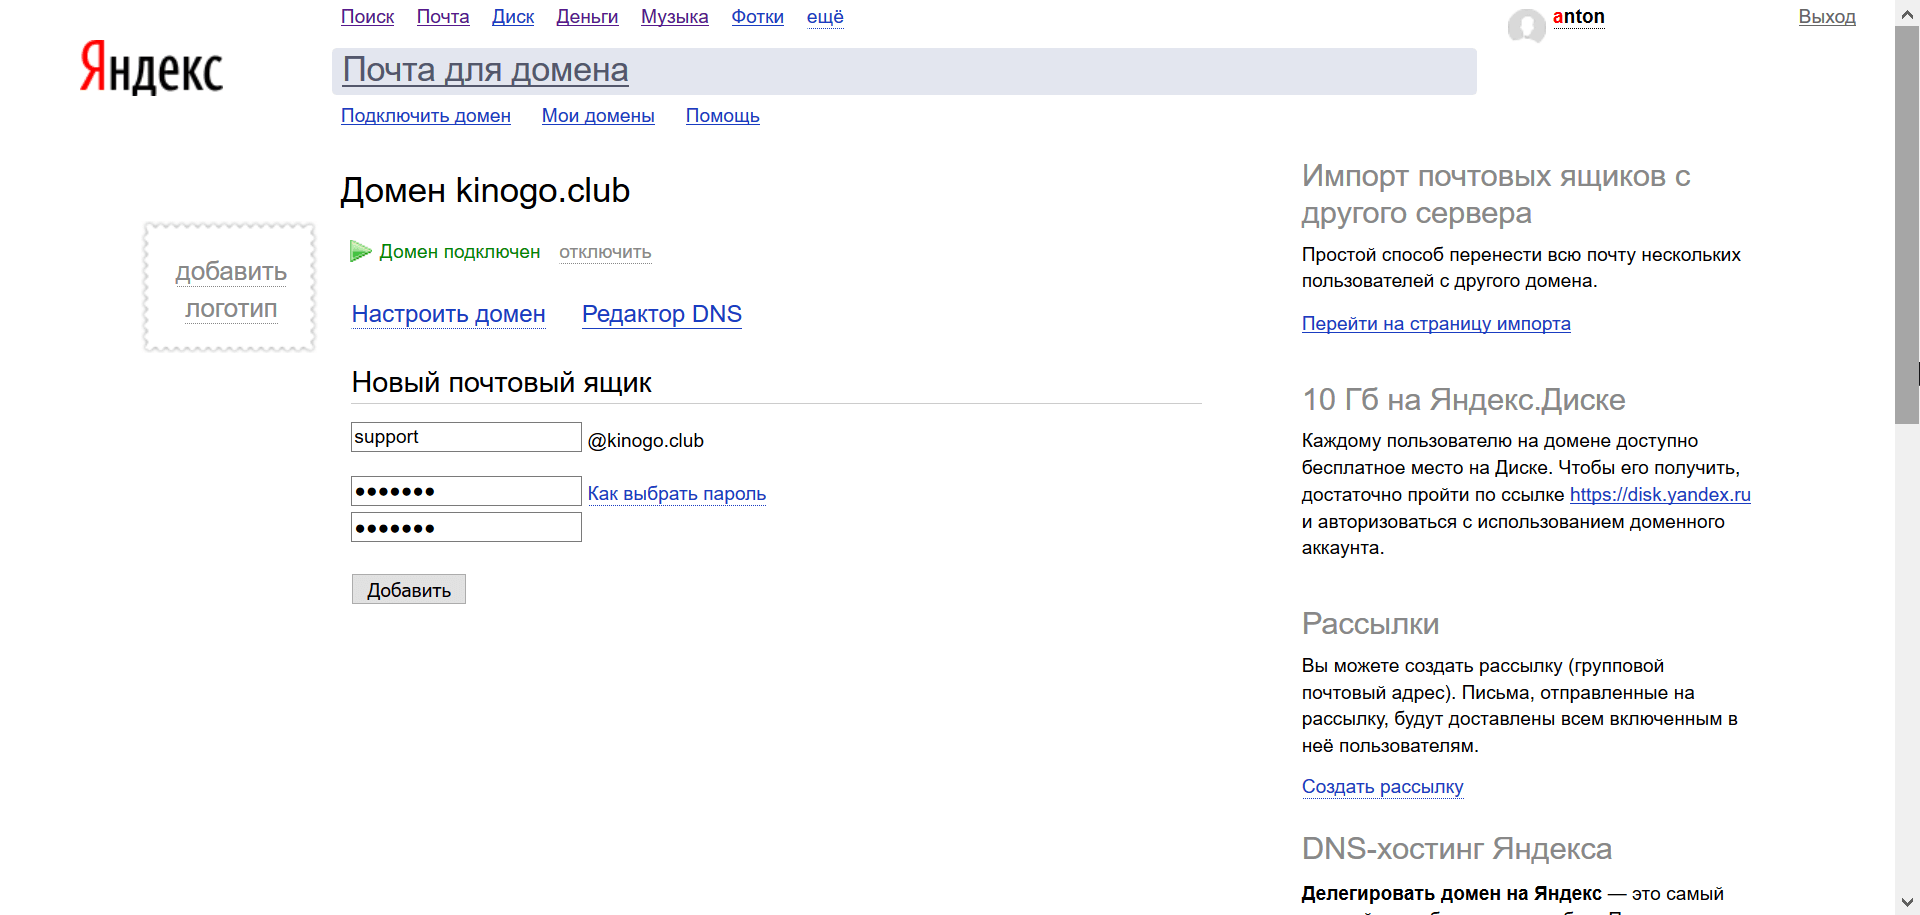 Поиск Почта Диск Деньги Музыка Фотки ещё
anton
Выход
Яндекс
Почта для домена
Подключить домен Мои домены Помощь
Домен kinogo.club
Домен подключен отключить
добавить
логотип
Настроить домен Редактор DNS
Новый почтовый ящик
support @kinogo.club
••••••• Как выбрать пароль
•••••••
Добавить
Импорт почтовых ящиков с
другого сервера
Простой способ перенести всю почту нескольких
пользователей с другого домена.
Перейти на страницу импорта
10 Гб на Яндекс.Диске
Каждому пользователю на домене доступно
бесплатное место на Диске. Чтобы его получить,
достаточно пройти по ссылке https://disk.yandex.ru
и авторизоваться с использованием доменного
аккаунта.
Рассылки
Вы можете создать рассылку (групповой
почтовый адрес). Письма, отправленные на
рассылку, будут доставлены всем включенным в
неё пользователям.
Создать рассылку
DNS-хостинг Яндекса
Делегировать домен на Яндекс — это самый